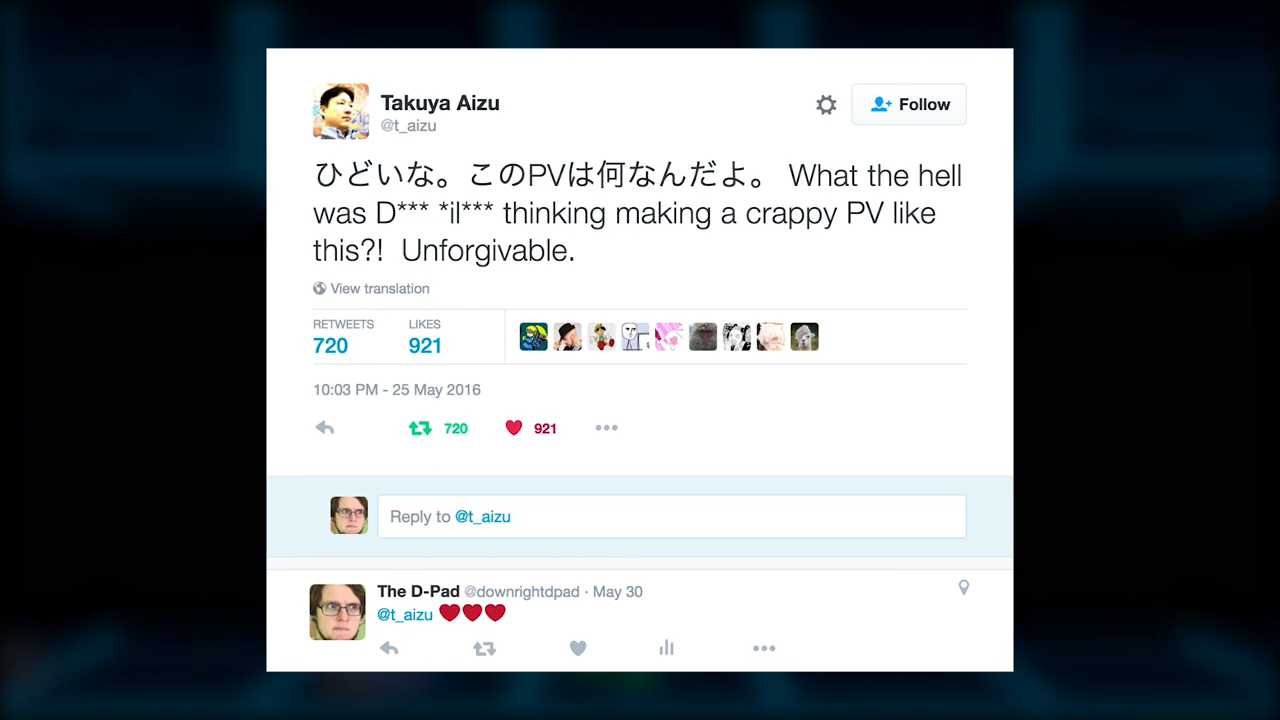 Takuya Aizu
@t_aizu
Follow
ひどいな。このPVは何なんだよ。 What the hell
was D*** *il*** thinking making a crappy PV like
this?! Unforgivable.
View translation
RETWEETS
720
LIKES
921
10:03 PM - 25 May 2016
720
921
Reply to @t_aizu
The D-Pad @downrightdpad · May 30
@t_aizu ❤❤❤